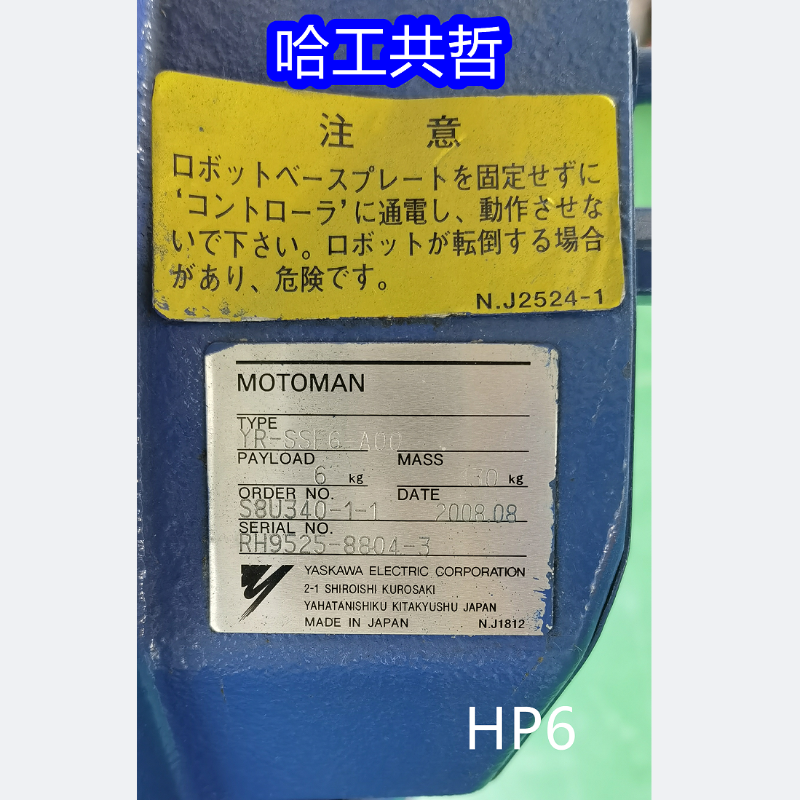 哈工共哲
注 意
ロボットベースプレートを固定せずに
‘コントローラ’に通電し、動作させな
いで下さい。ロボットが転倒する場合
があり、危険です。
N.J2524-1
MOTOMAN
TYPE
PAYLOAD 6 kg MASS kg
ORDER NO. DATE
S8U340-1-1 2008.08
SERIAL NO.
RH9525-8804-3
YASKAWA ELECTRIC CORPORATION
2-1 SHIROISHI KUROSAKI
YAHATANISHIKU KITAKYUSHU JAPAN
MADE IN JAPAN N.J1812
HP6